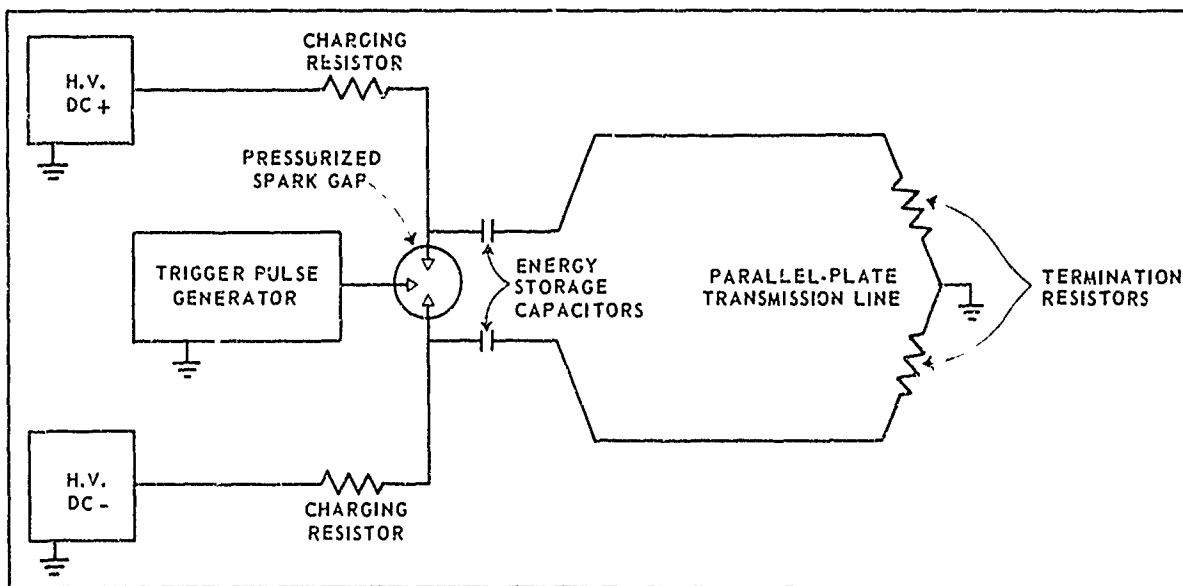 CHARGING
RESISTOR
H.V.
DC +
PRESSURIZED
SPARK GAP
TRIGGER PULSE
GENERATOR
ENERGY
STORAGE
CAPACITORS
PARALLEL-PLATE
TRANSMISSION LINE
TERMINATION
RESISTORS
H.V.
DC -
CHARGING
RESISTOR